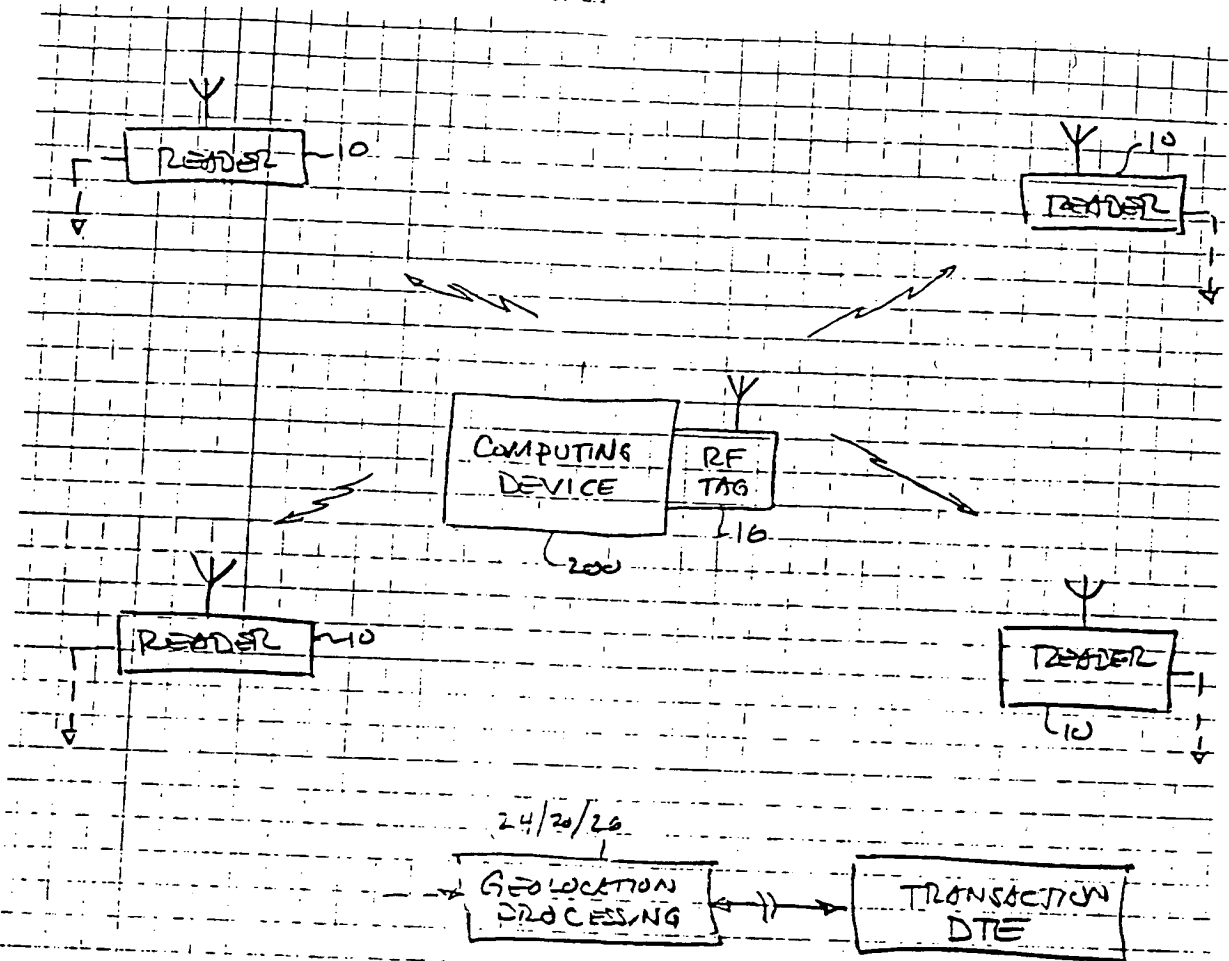 READER 10
10
READER
COMPUTING
DEVICE
RF
TAG
16
200
READER 10
READER
10
24/20/26
GEOLOCATION
PROCESSING
TRANSACTION
DTE